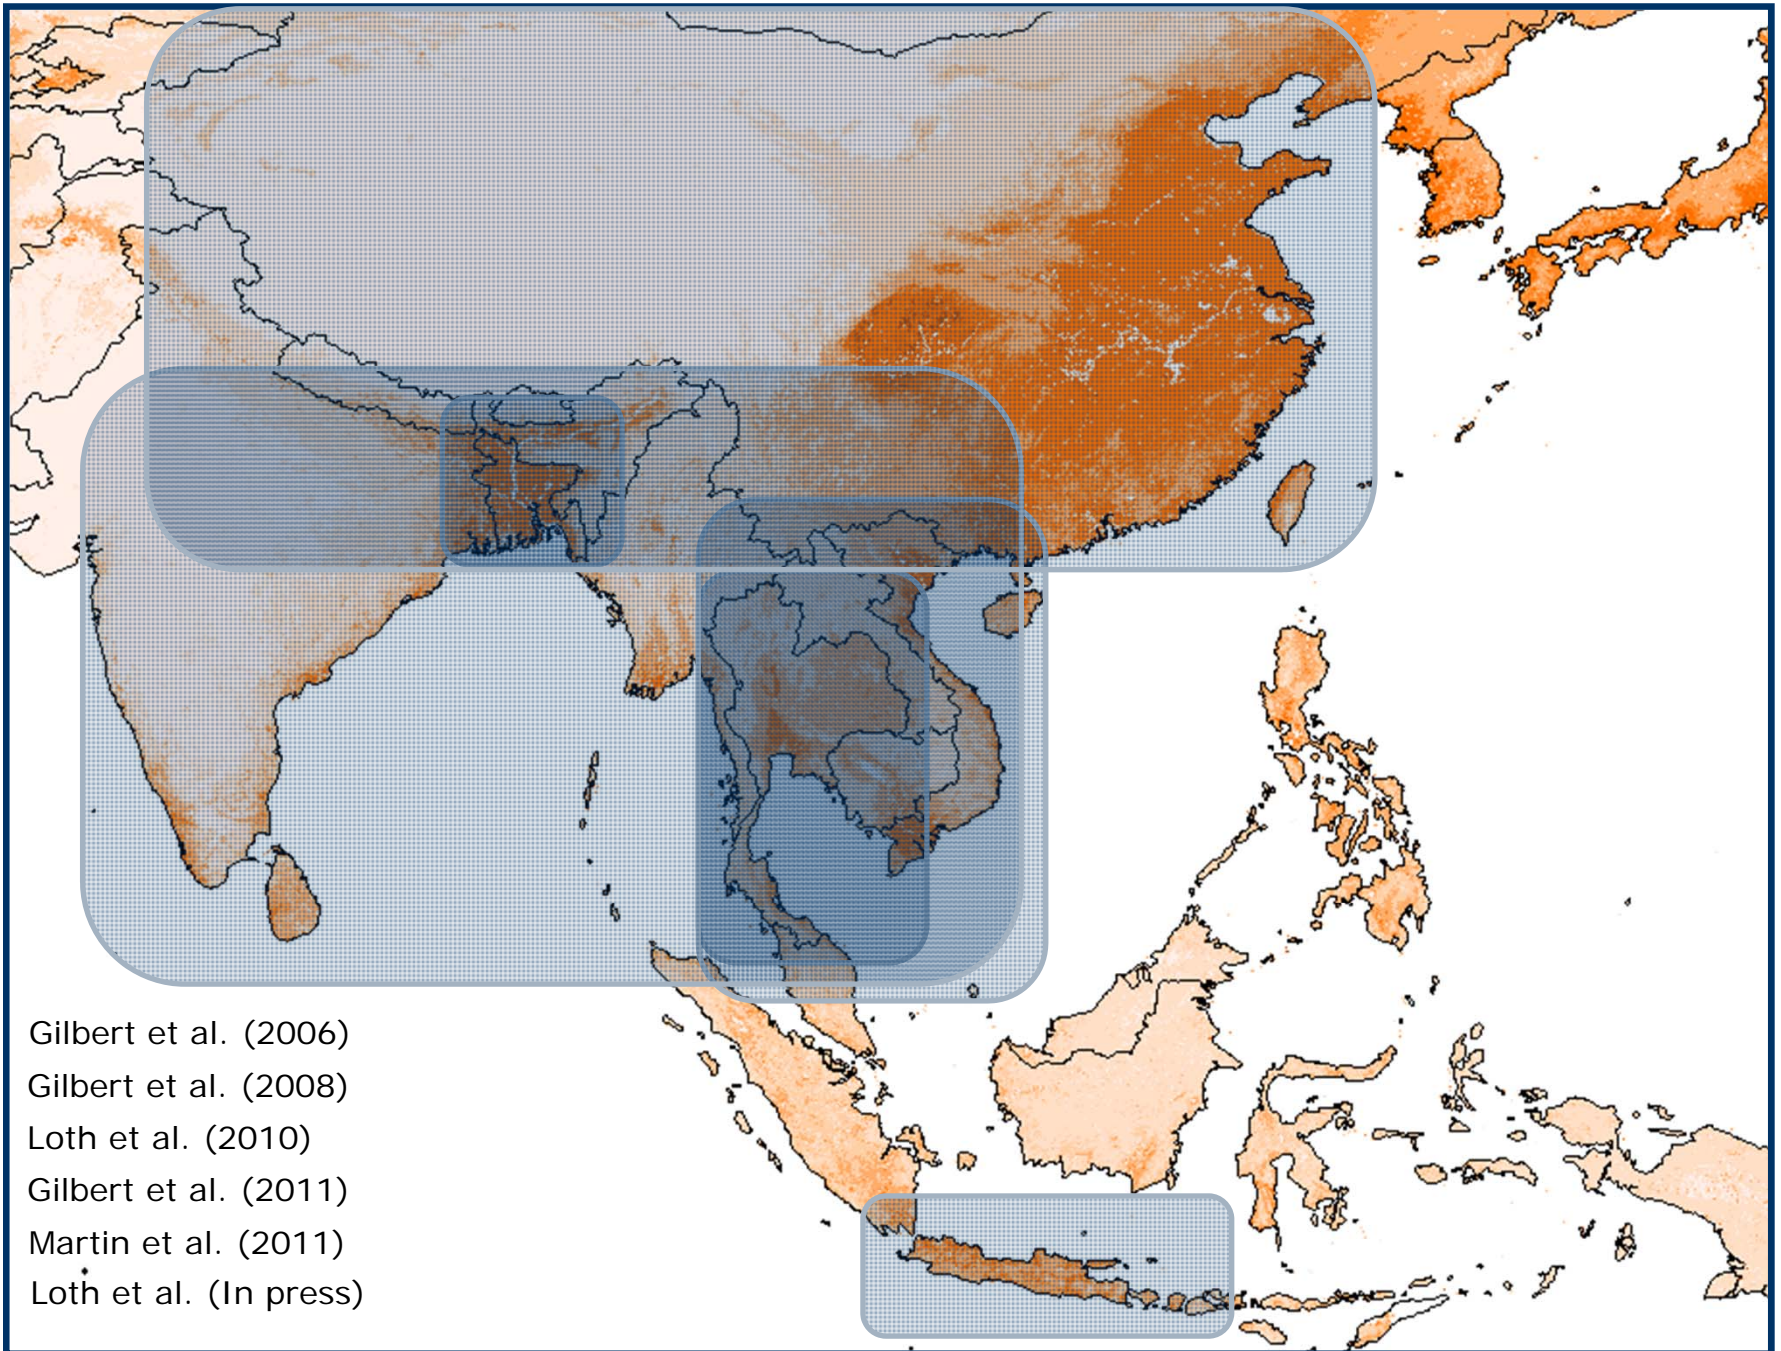 Gilbert et al. (2006)
Gilbert et al. (2008)
Loth et al. (2010)
Gilbert et al. (2011)
Martin et al. (2011)
Loth et al. (In press)